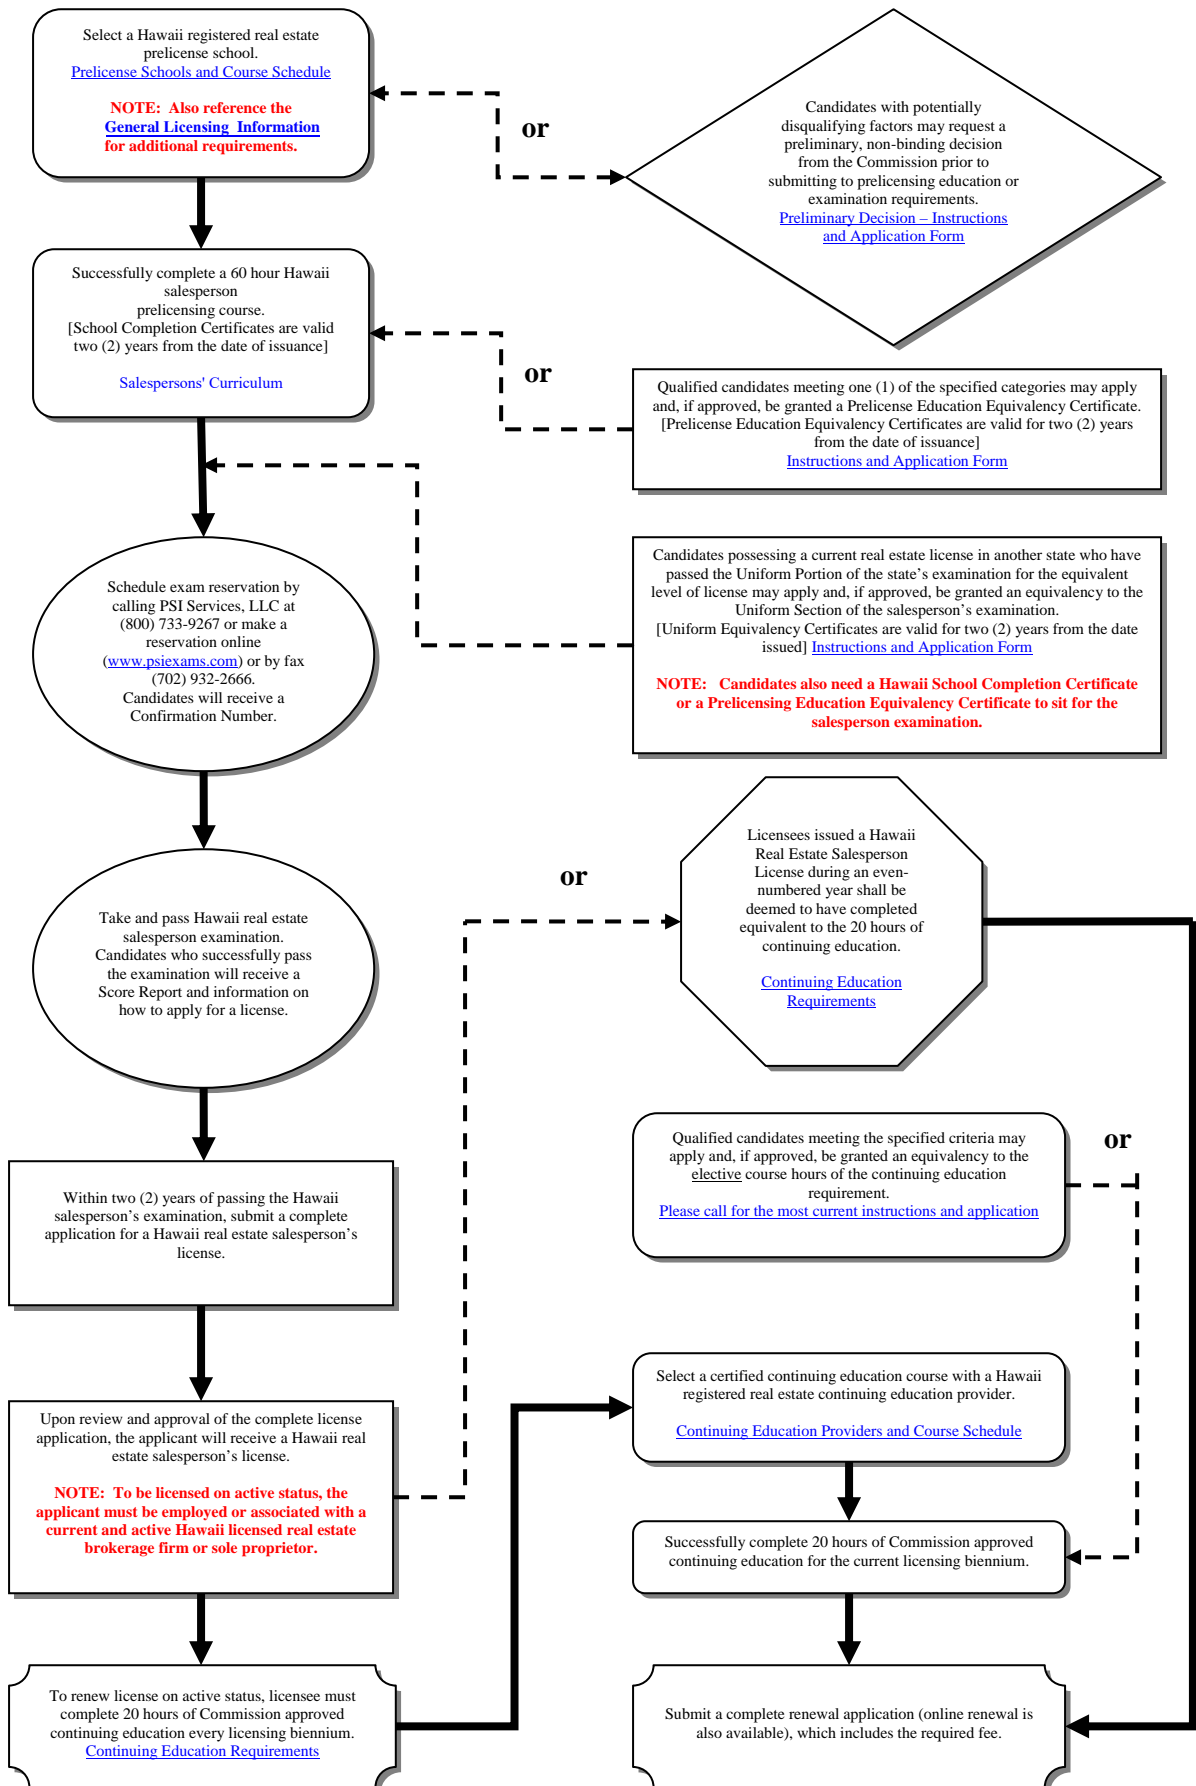 Select a Hawaii registered real estate
prelicense school.
Prelicense Schools and Course Schedule
NOTE: Also reference the
General Licensing Information
for additional requirements.
or
Candidates with potentially
disqualifying factors may request a
preliminary, non-binding decision
from the Commission prior to
submitting to prelicensing education or
examination requirements.
Preliminary Decision – Instructions
and Application Form
Successfully complete a 60 hour Hawaii
salesperson
prelicensing course.
[School Completion Certificates are valid
two (2) years from the date of issuance]
Salespersons' Curriculum
or
Qualified candidates meeting one (1) of the specified categories may apply
and, if approved, be granted a Prelicense Education Equivalency Certificate.
[Prelicense Education Equivalency Certificates are valid for two (2) years
from the date of issuance]
Instructions and Application Form
Candidates possessing a current real estate license in another state who have
passed the Uniform Portion of the state’s examination for the equivalent
level of license may apply and, if approved, be granted an equivalency to the
Uniform Section of the salesperson’s examination.
[Uniform Equivalency Certificates are valid for two (2) years from the date
issued] Instructions and Application Form
NOTE: Candidates also need a Hawaii School Completion Certificate
or a Prelicensing Education Equivalency Certificate to sit for the
salesperson examination.
Schedule exam reservation by
calling PSI Services, LLC at
(800) 733-9267 or make a
reservation online
(www.psiexams.com) or by fax
(702) 932-2666.
Candidates will receive a
Confirmation Number.
Take and pass Hawaii real estate
salesperson examination.
Candidates who successfully pass
the examination will receive a
Score Report and information on
how to apply for a license.
or
Licensees issued a Hawaii
Real Estate Salesperson
License during an even-
numbered year shall be
deemed to have completed
equivalent to the 20 hours of
continuing education.
Continuing Education
Requirements
Within two (2) years of passing the Hawaii
salesperson’s examination, submit a complete
application for a Hawaii real estate salesperson’s
license.
Qualified candidates meeting the specified criteria may
apply and, if approved, be granted an equivalency to the
elective course hours of the continuing education
requirement.
Please call for the most current instructions and application
or
Upon review and approval of the complete license
application, the applicant will receive a Hawaii real
estate salesperson’s license.
NOTE: To be licensed on active status, the
applicant must be employed or associated with a
current and active Hawaii licensed real estate
brokerage firm or sole proprietor.
Select a certified continuing education course with a Hawaii
registered real estate continuing education provider.
Continuing Education Providers and Course Schedule
Successfully complete 20 hours of Commission approved
continuing education for the current licensing biennium.
To renew license on active status, licensee must
complete 20 hours of Commission approved
continuing education every licensing biennium.
Continuing Education Requirements
Submit a complete renewal application (online renewal is
also available), which includes the required fee.